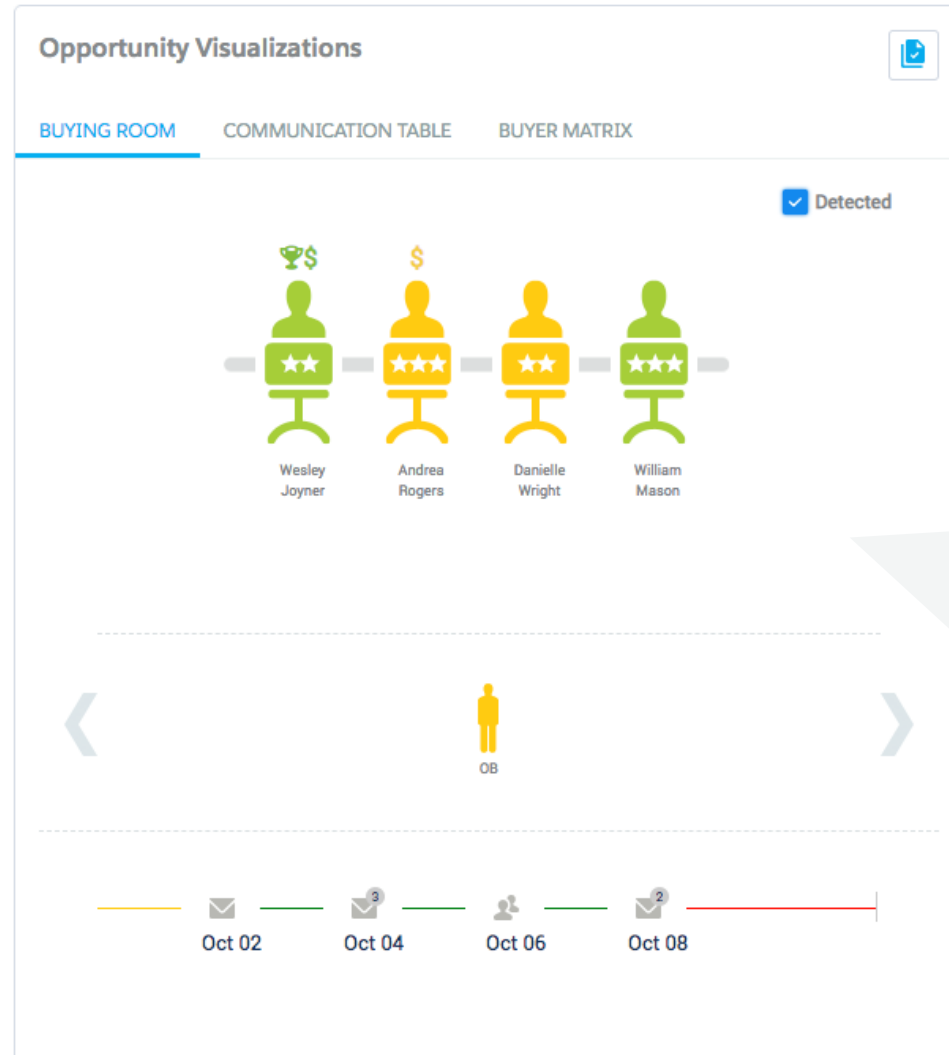 Opportunity Visualizations
BUYING ROOM COMMUNICATION TABLE BUYER MATRIX
Detected
$ $
Wesley Joyner
Andrea Rogers
Danielle Wright
William Mason
OB
3 2
Oct 02 Oct 04 Oct 06 Oct 08